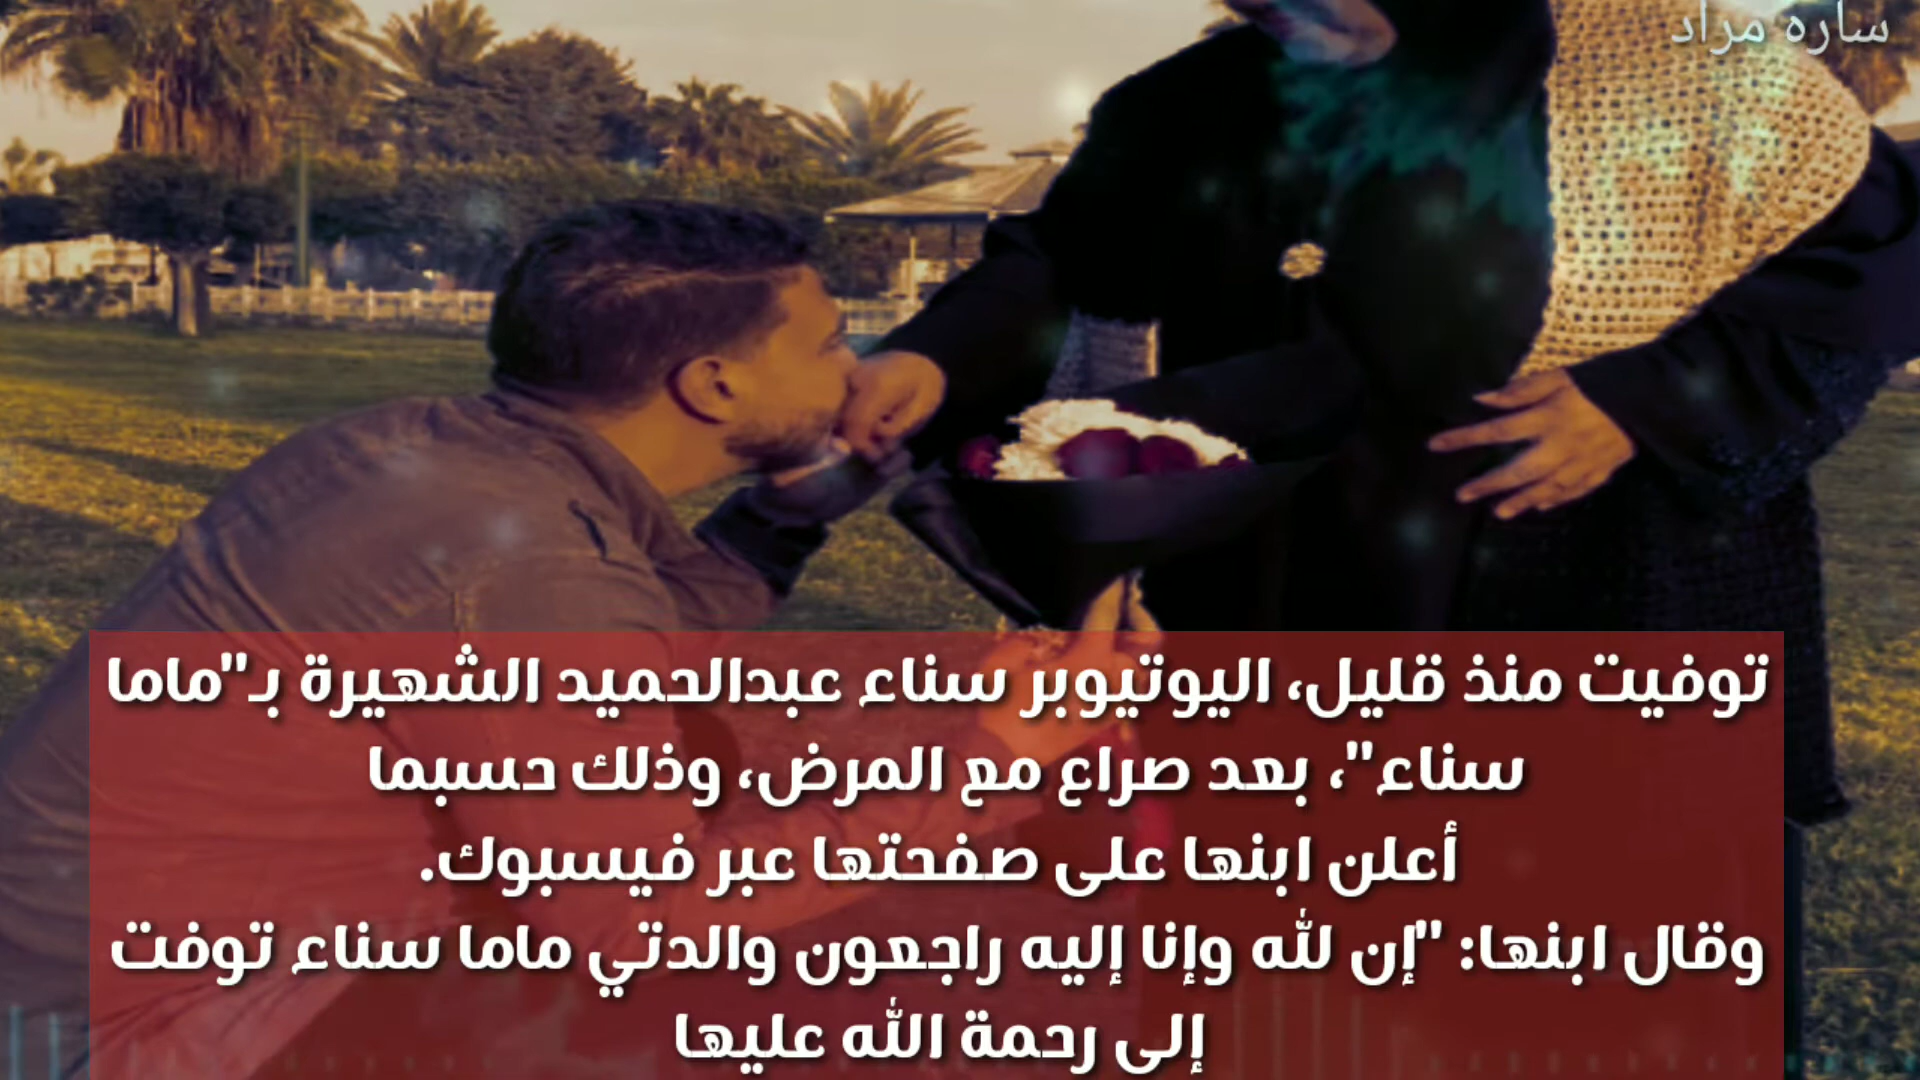 ساره مراد
توفيت منذ قليل، اليوتيوبر سناء عبدالحميد الشهيرة بـ"ماما
سناء"، بعد صراع مع المرض، وذلك حسبما
أعلن ابنها على صفحتها عبر فيسبوك.
وقال ابنها: "إن لله وإنا إليه راجعون والدتي ماما سناء توفت
إلى رحمة الله عليها